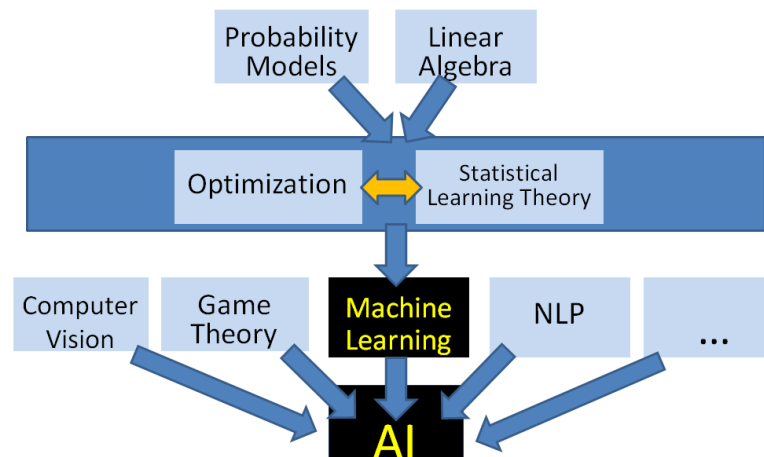 Probability
Models
Linear
Algebra
Optimization
Statistical
Learning Theory
Computer
Vision
Game
Theory
Machine
Learning
NLP
...
AI